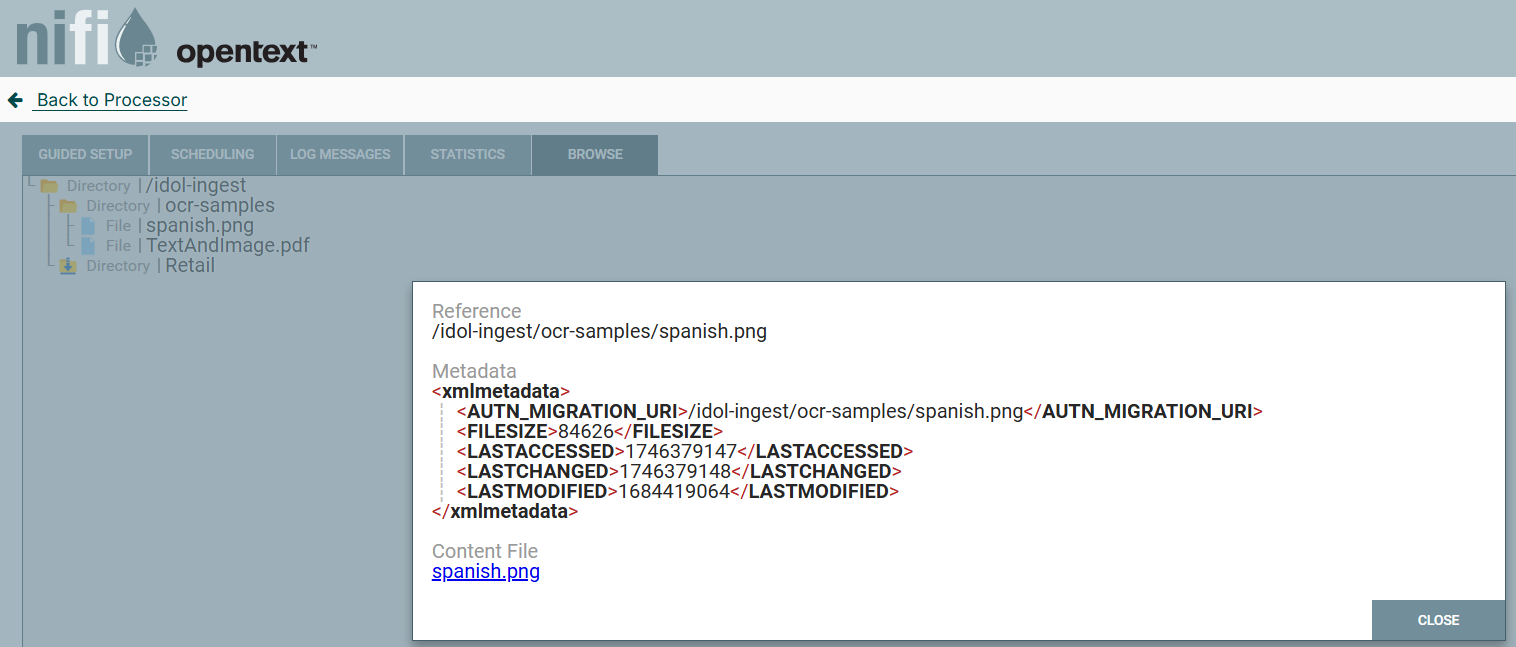 nifi opentext™
Back to Processor
GUIDED SETUP SCHEDULING LOG MESSAGES STATISTICS BROWSE
Directory | /idol-ingest
Directory | ocr-samples
File | spanish.png
File | TextAndImage.pdf
Directory | Retail
Reference
/idol-ingest/ocr-samples/spanish.png
Metadata
<xmlmetadata>
<AUTN_MIGRATION_URI>/idol-ingest/ocr-samples/spanish.png</AUTN_MIGRATION_URI>
<FILESIZE>84626</FILESIZE>
<LASTACCESSED>1746379147</LASTACCESSED>
<LASTCHANGED>1746379148</LASTCHANGED>
<LASTMODIFIED>1684419064</LASTMODIFIED>
</xmlmetadata>
Content File
spanish.png
CLOSE